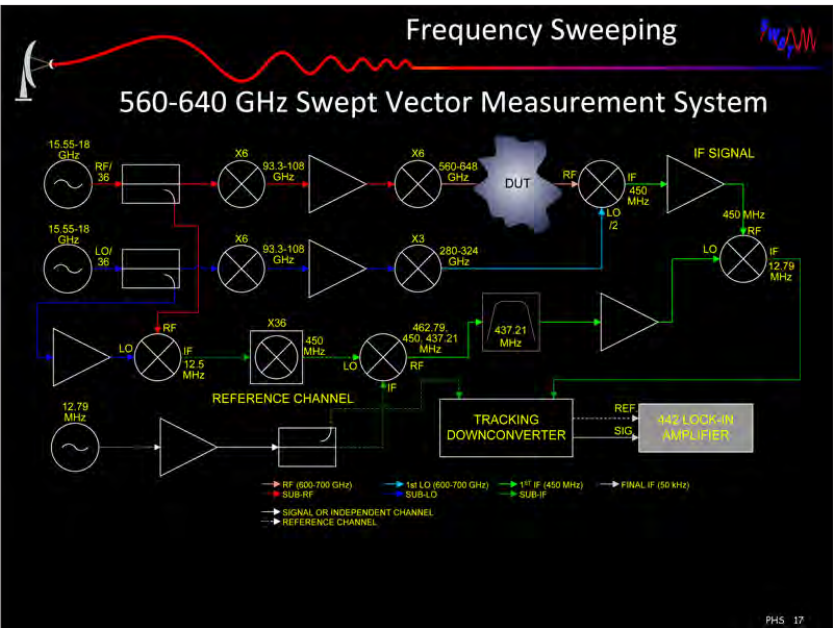 Frequency Sweeping
560-640 GHz Swept Vector Measurement System
15.55-18
GHz
RF/
36
X6
93.3-108
GHz
X6
560-648
GHz
DUT
RF
IF
450
MHz
LO
/2
IF SIGNAL
450 MHz
RF
LO
IF
12.79
MHz
15.55-18
GHz
LO/
36
X6
93.3-108
GHz
X3
280-324
GHz
LO
RF
IF
12.5
MHz
X36
450
MHz
REFERENCE CHANNEL
LO
462.79,
450, 437.21
MHz
RF
IF
437.21
MHz
12.79
MHz
TRACKING
DOWNCONVERTER
REF
SIG
442 LOCK-IN
AMPLIFIER
RF (600-700 GHz)
1st LO (600-700 GHz)
1ST IF (450 MHz)
FINAL IF (50 kHz)
SUB-RF
SUB-LO
SUB-IF
SIGNAL OR INDEPENDENT CHANNEL
REFERENCE CHANNEL
PHS 17